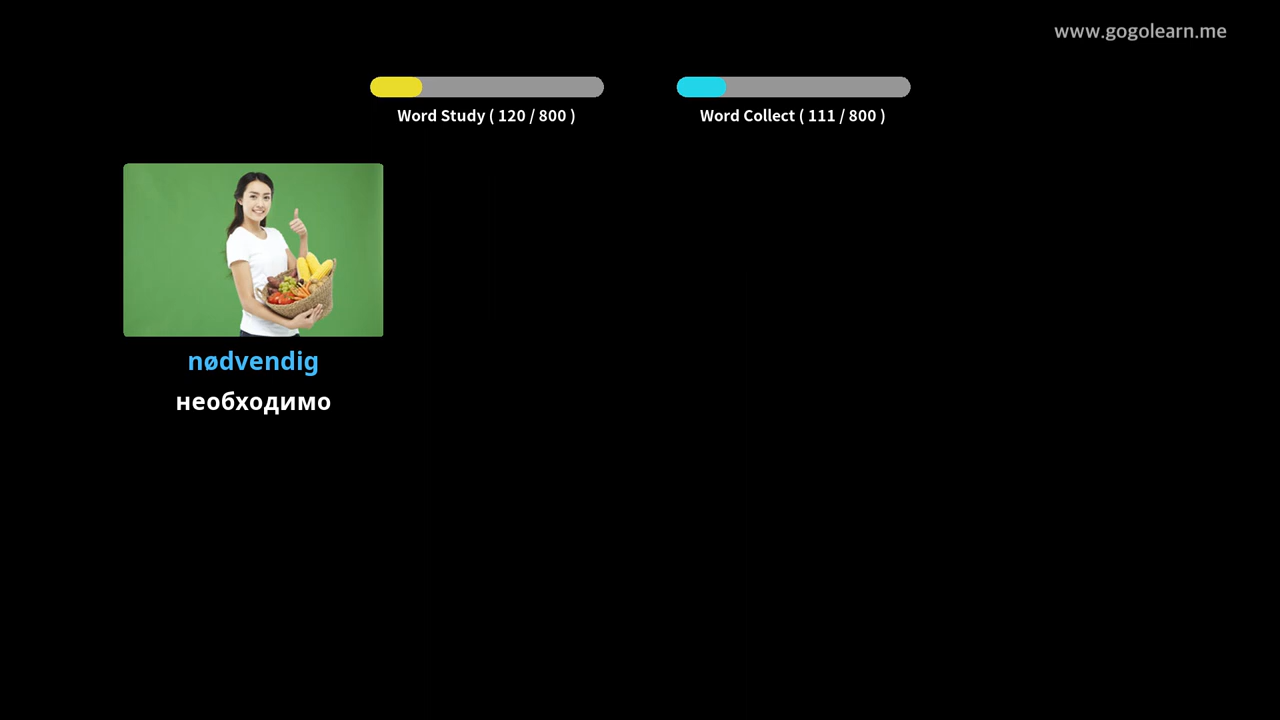 www.gogolearn.me
Word Study ( 120 / 800 )
Word Collect ( 111 / 800 )
nødvendig
необходимо